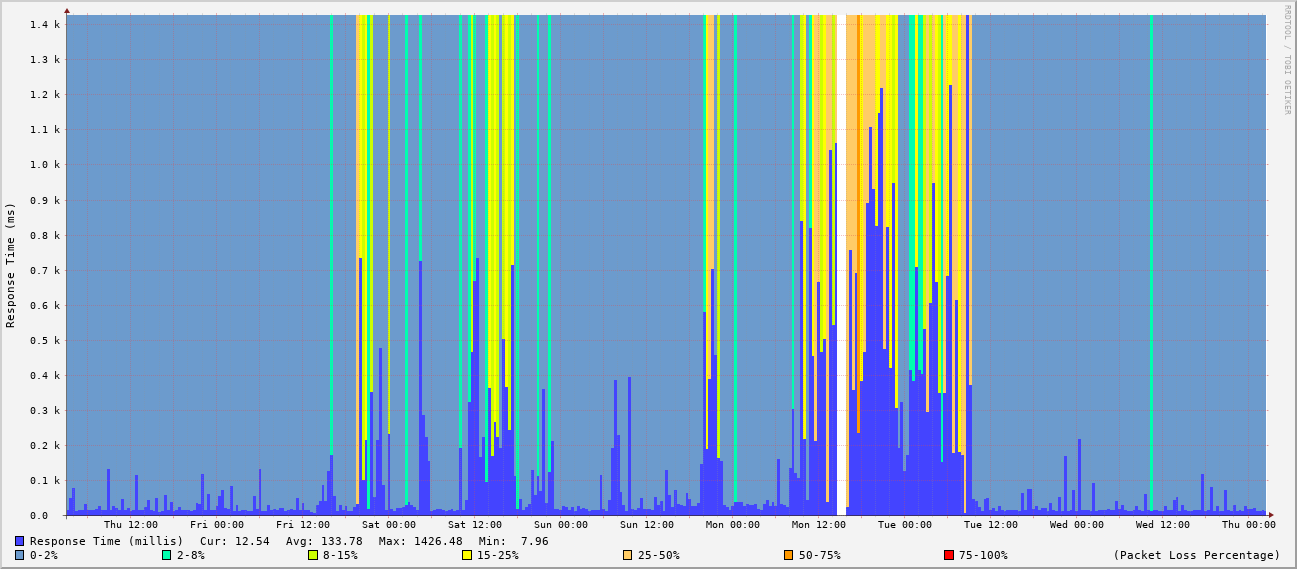 RRDTOOL / TOBI OETIKER
Response Time (ms)
1.4 k
1.3 k
1.2 k
1.1 k
1.0 k
0.9 k
0.8 k
0.7 k
0.6 k
0.5 k
0.4 k
0.3 k
0.2 k
0.1 k
0.0
Thu 12:00 Fri 00:00 Fri 12:00 Sat 00:00 Sat 12:00 Sun 00:00 Sun 12:00 Mon 00:00 Mon 12:00 Tue 00:00 Tue 12:00 Wed 00:00 Wed 12:00 Thu 00:00
Response Time (millis) Cur: 12.54 Avg: 133.78 Max: 1426.48 Min: 7.96
0-2% 2-8% 8-15% 15-25% 25-50% 50-75% 75-100% (Packet Loss Percentage)